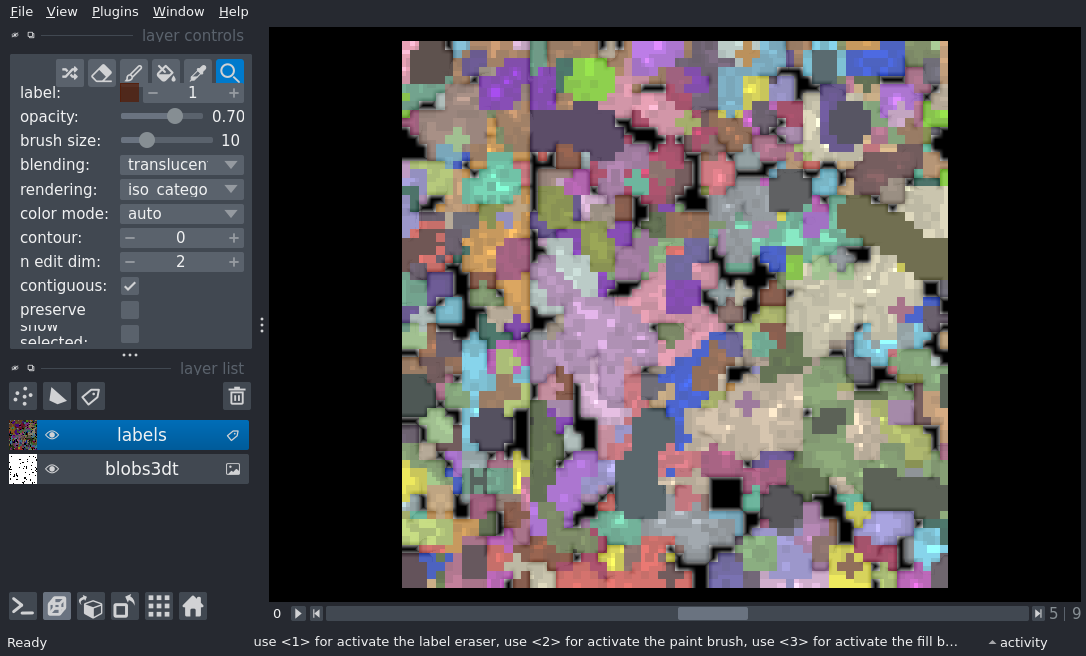 File View Plugins Window Help
layer controls
label: 1
opacity: 0.70
brush size: 10
blending: translucen
rendering: iso_catego
color mode: auto
contour: 0
n edit dim: 2
contiguous:
preserve
show
selected:
layer list
labels
blobs3dt
0 5 | 9
Ready use <1> for activate the label eraser, use <2> for activate the paint brush, use <3> for activate the fill b... activity